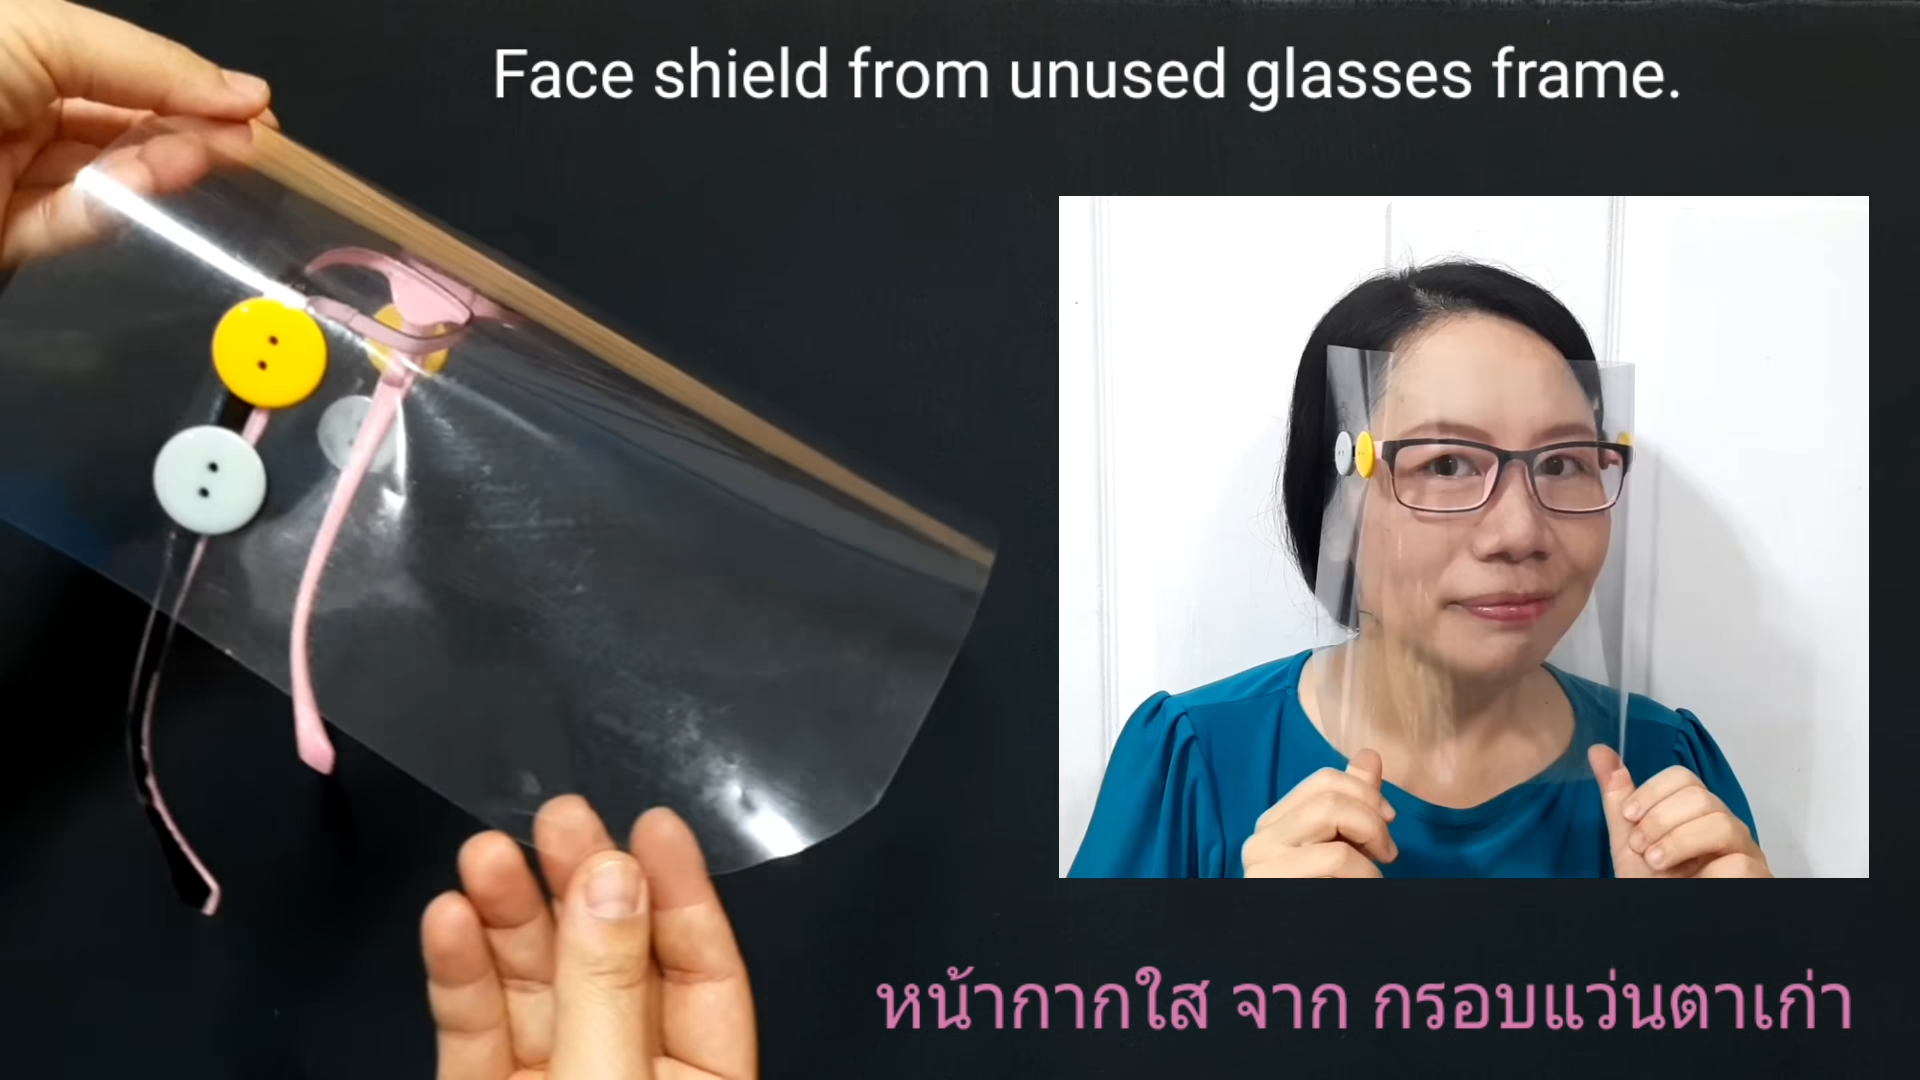 Face shield from unused glasses frame.
หน้ากากใส จาก กรอบแว่นตาเก่า